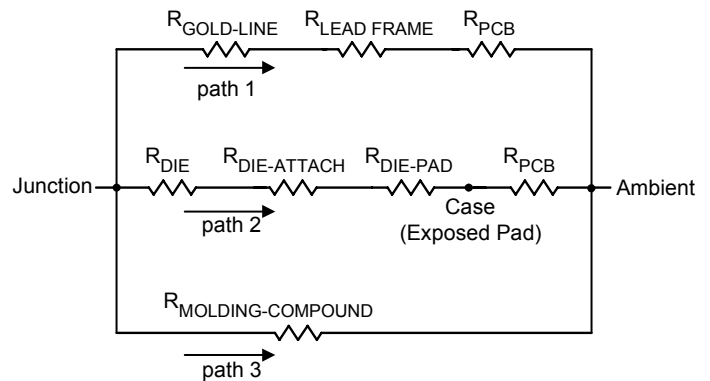 RGOLD-LINE RLEAD FRAME RPCB
path 1
RDIE RDIE-ATTACH RDIE-PAD RPCB
Junction Ambient
path 2
Case
(Exposed Pad)
RMOLDING-COMPOUND
path 3